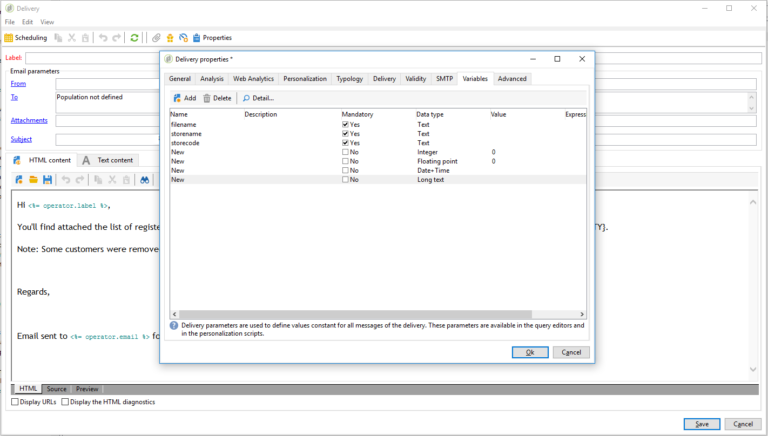 Delivery
File Edit View
Scheduling Properties
Label:
Email parameters
From
To Population not defined
Attachments
Subject
HTML content Text content
Hi <%= operator.label %>,
You'll find attached the list of registe TY].
Note: Some customers were remove
Regards,
Email sent to <%= operator.email %> fo
HTML Source Preview
Display URLs Display the HTML diagnostics
Save Cancel
Delivery properties *
General Analysis Web Analytics Personalization Typology Delivery Validity SMTP Variables Advanced
Add Delete Detail...
Name Description Mandatory Data type Value Express
filename Yes Text
storename Yes Text
storecode Yes Text
New No Integer 0
New No Floating point 0
New No Date+Time
New No Long text
Delivery parameters are used to define values constant for all messages of the delivery. These parameters are available in the query editors and
in the personalization scripts.
Ok Cancel